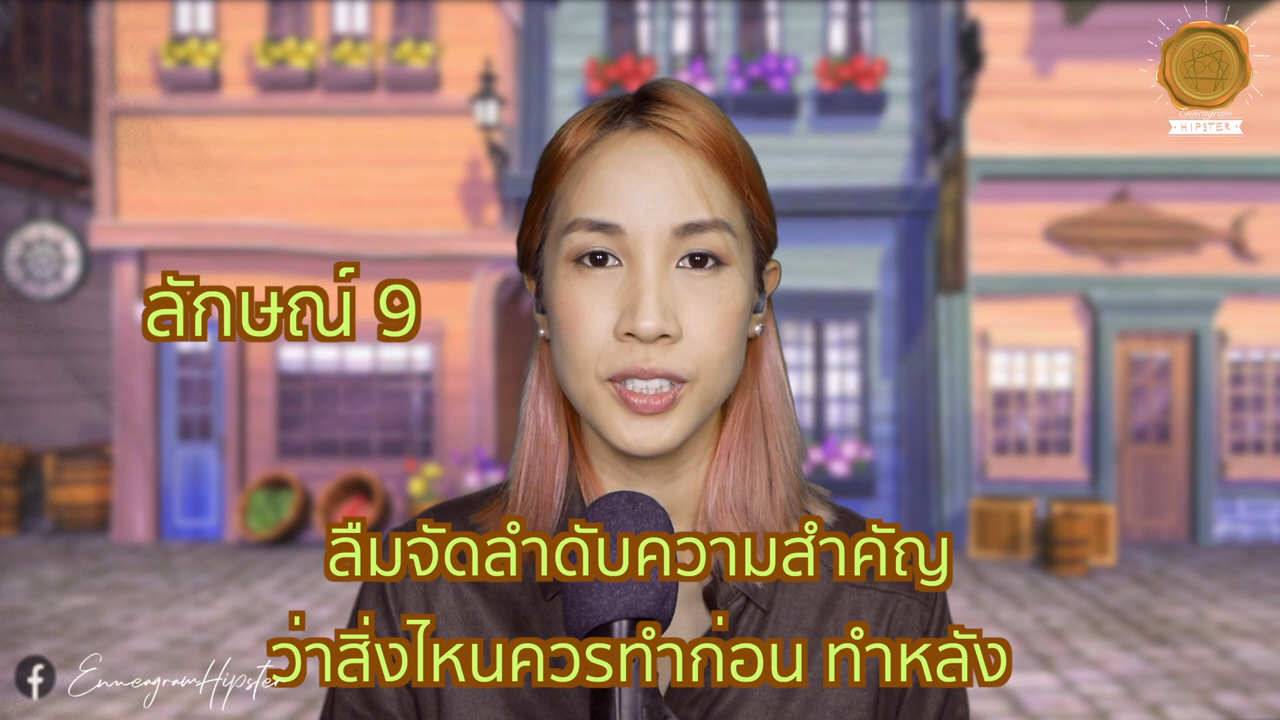 Enneagram
HIPSTER
ลักษณ์ 9
ลืมจัดลำดับความสำคัญ
ว่าสิ่งไหนควรทำก่อน ทำหลัง
EnneagramHipster